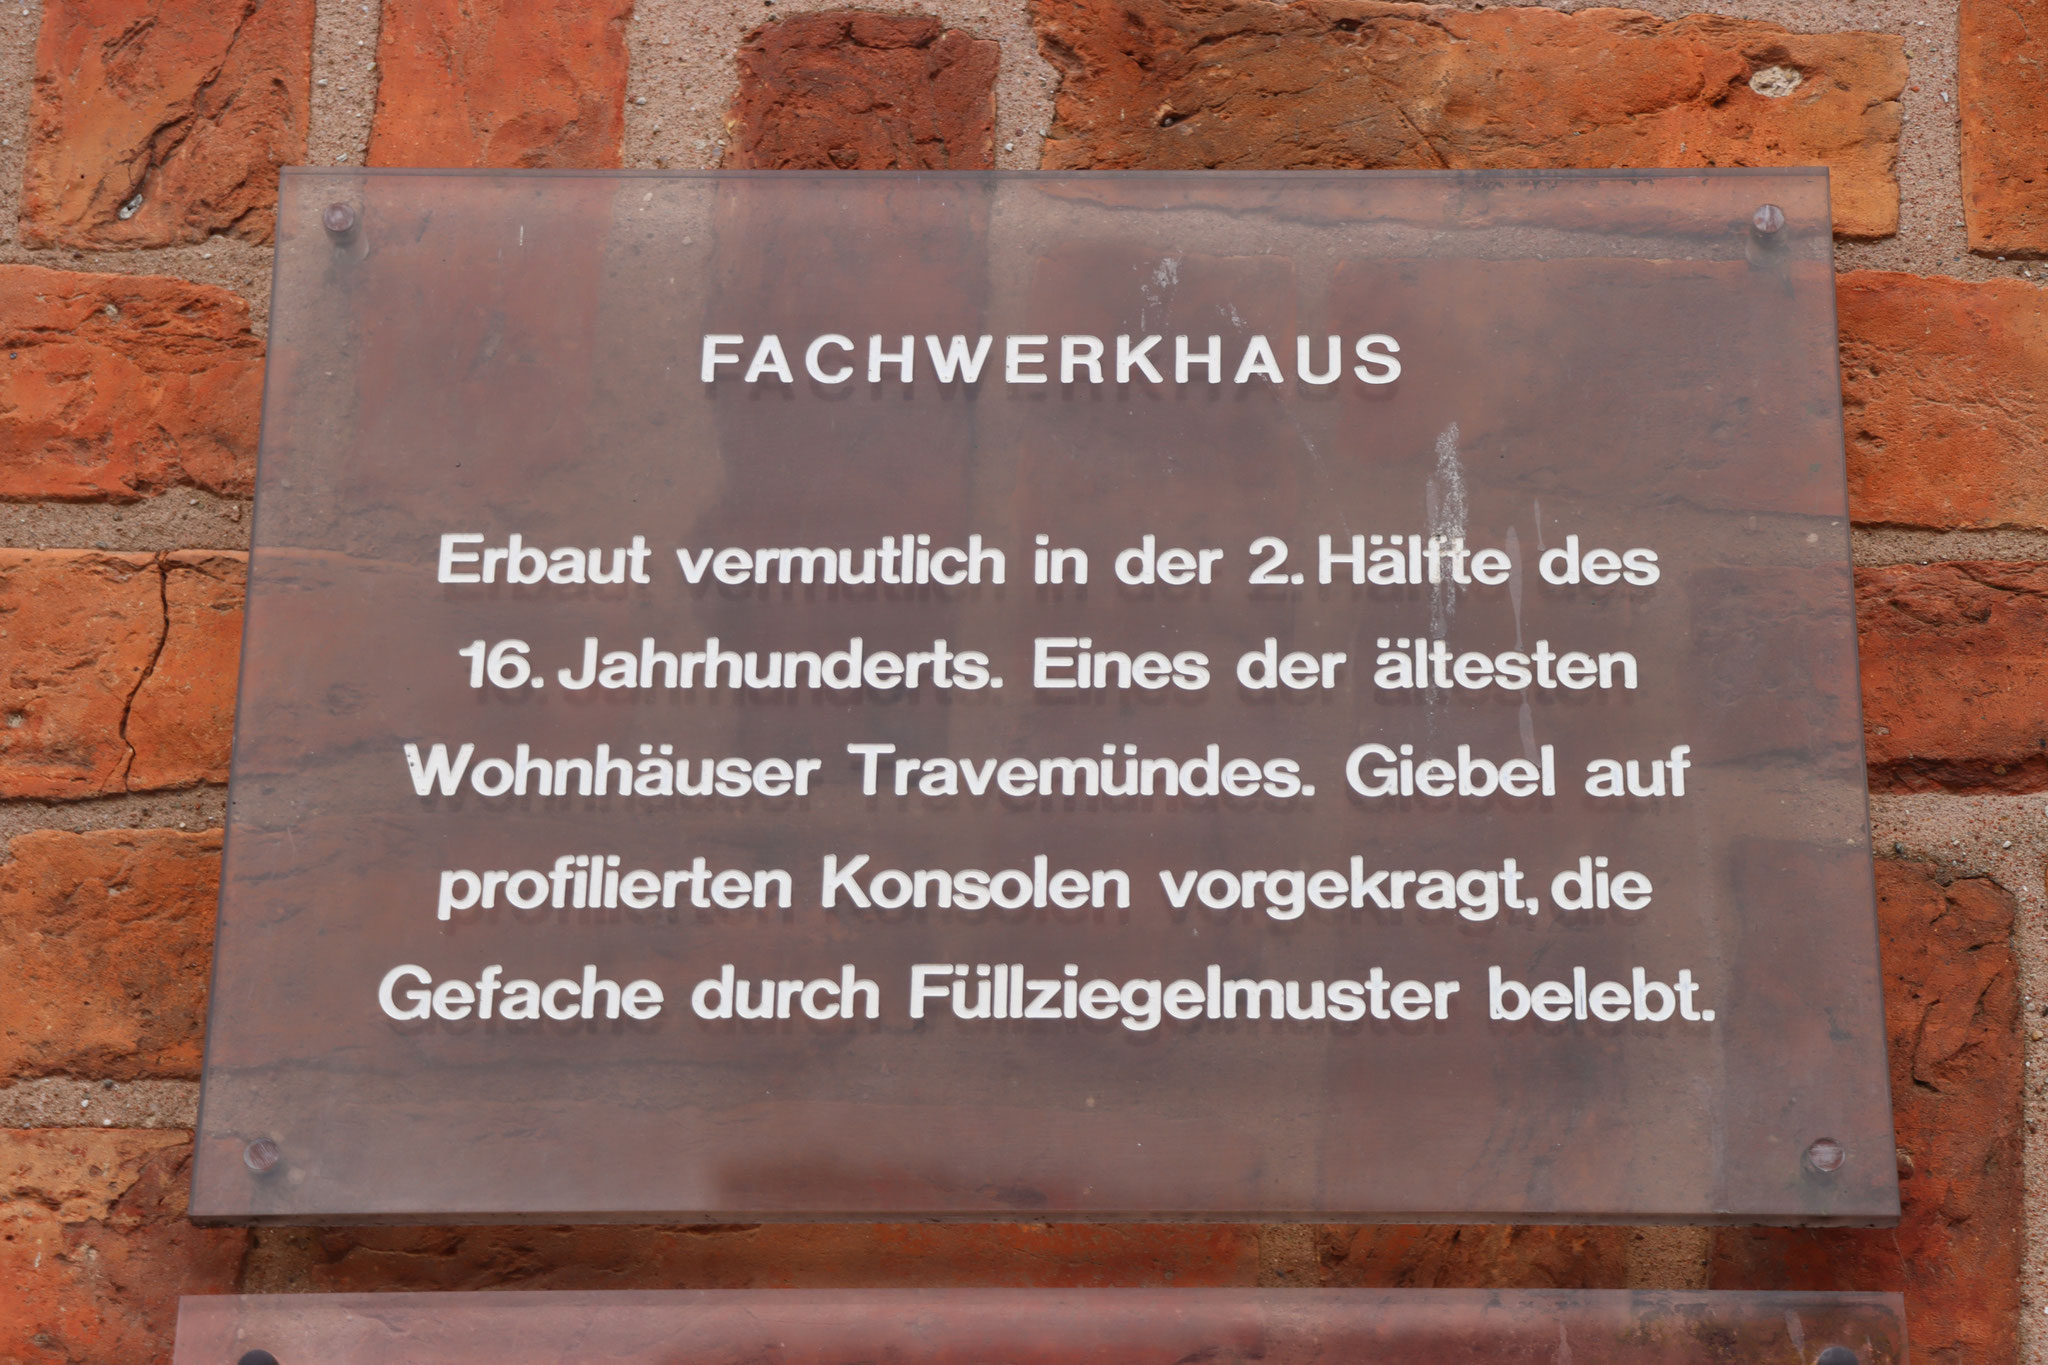 FACHWERKHAUS
Erbaut vermutlich in der 2. Hälfte des
16. Jahrhunderts. Eines der ältesten
Wohnhäuser Travemündes. Giebel auf
profilierten Konsolen vorgekragt, die
Gefache durch Füllziegelmuster belebt.